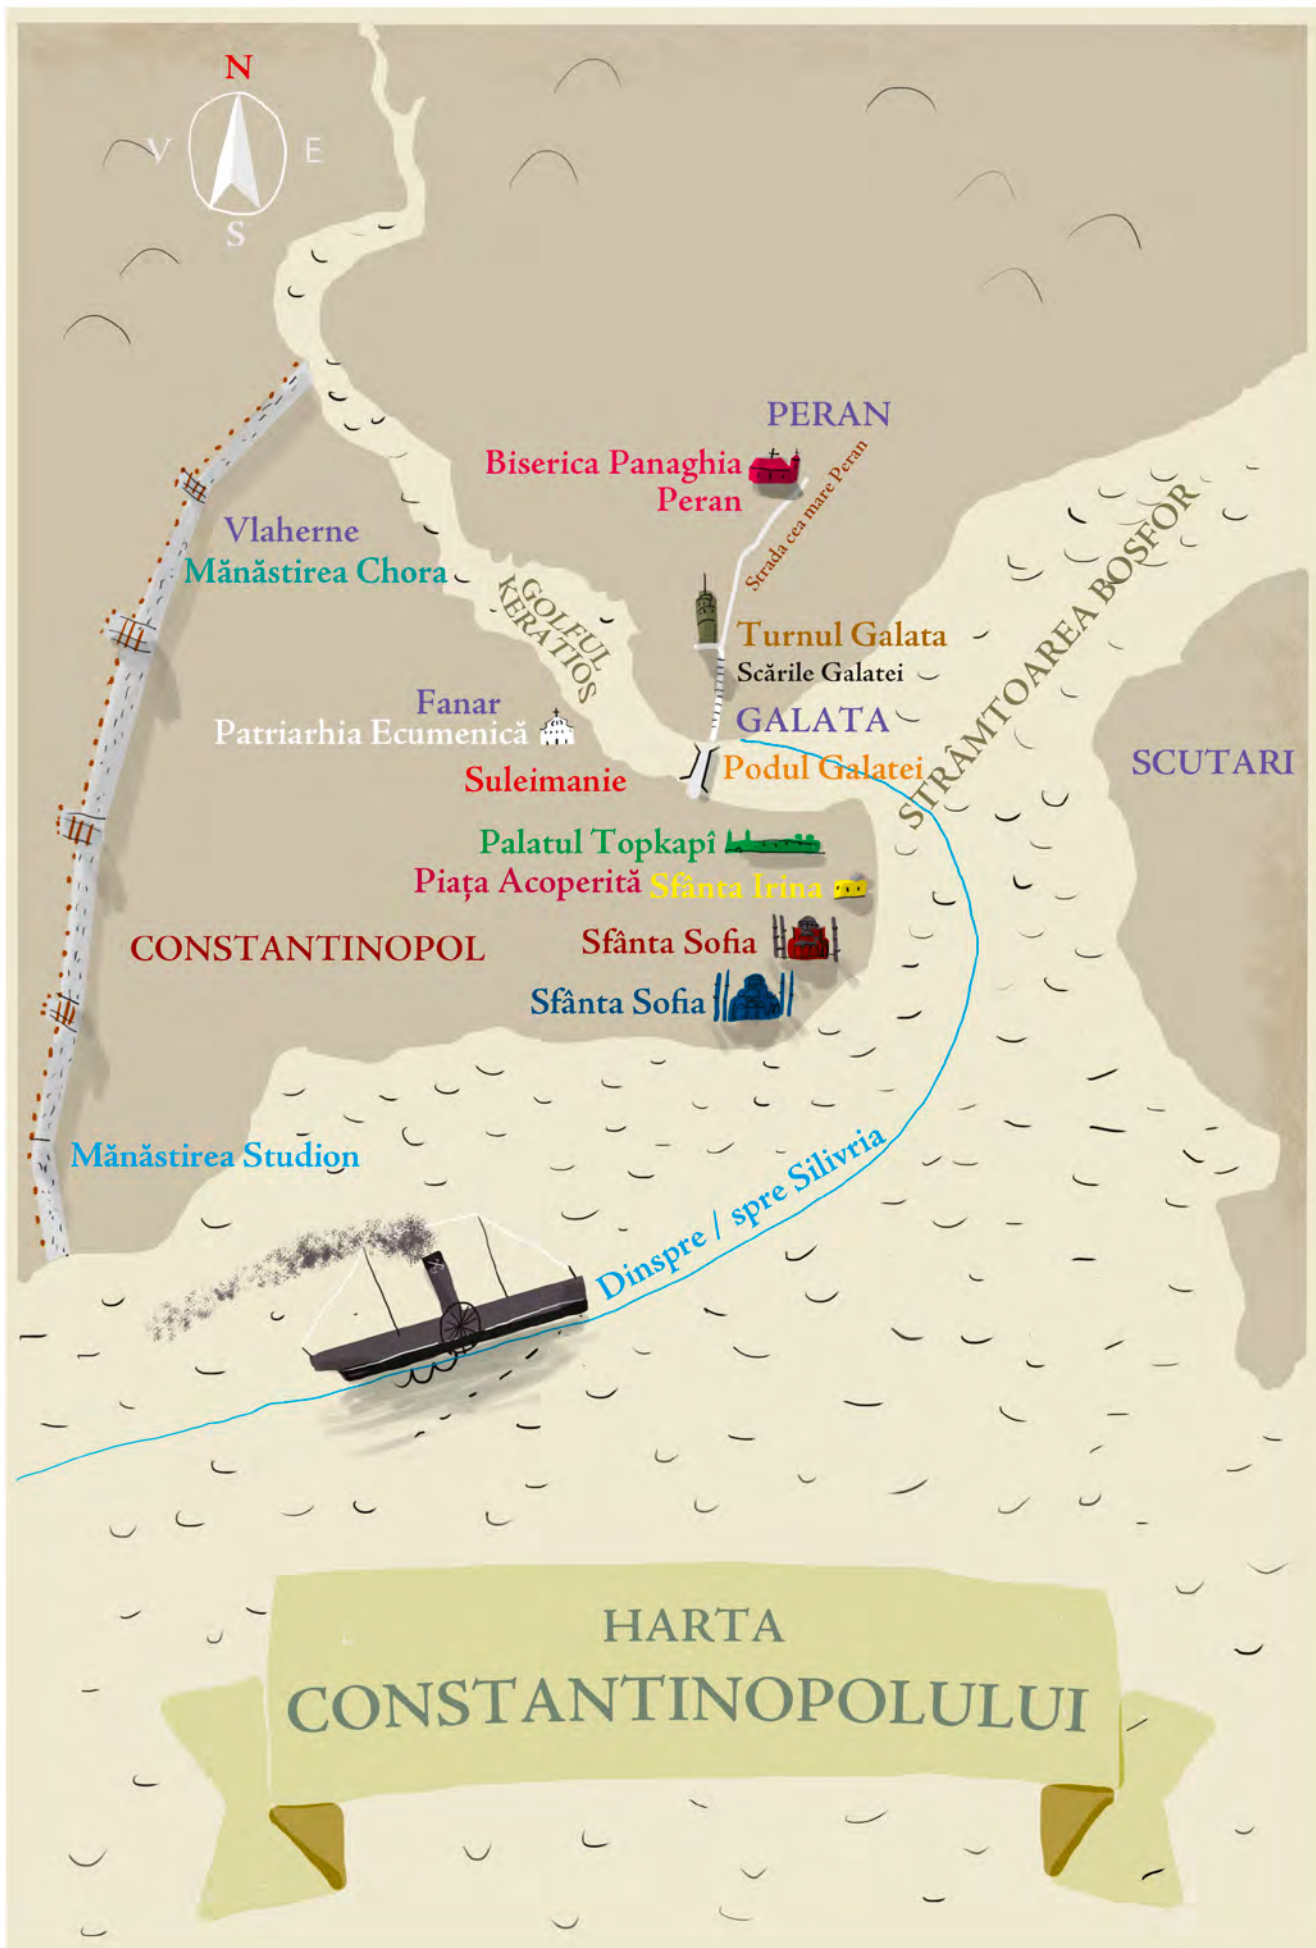 N
V
E
S
PERAN
Biserica Panaghia
Peran
Strada cea mare Peran
Vlaherne
Mănăstirea Chora
GOLFUL
KERATIOS
STRÂMTOAREA BOSFOR
Turnul Galata
Scările Galatei
Fanar
Patriarhia Ecumenică
GALATA
Podul Galatei
SCUTARI
Suleimanie
Palatul Topkapî
Piața Acoperită
Sfânta Irina
CONSTANTINOPOL
Sfânta Sofia
Sfânta Sofia
Mănăstirea Studion
Dinspre / spre Silivria
HARTA
CONSTANTINOPOLULUI